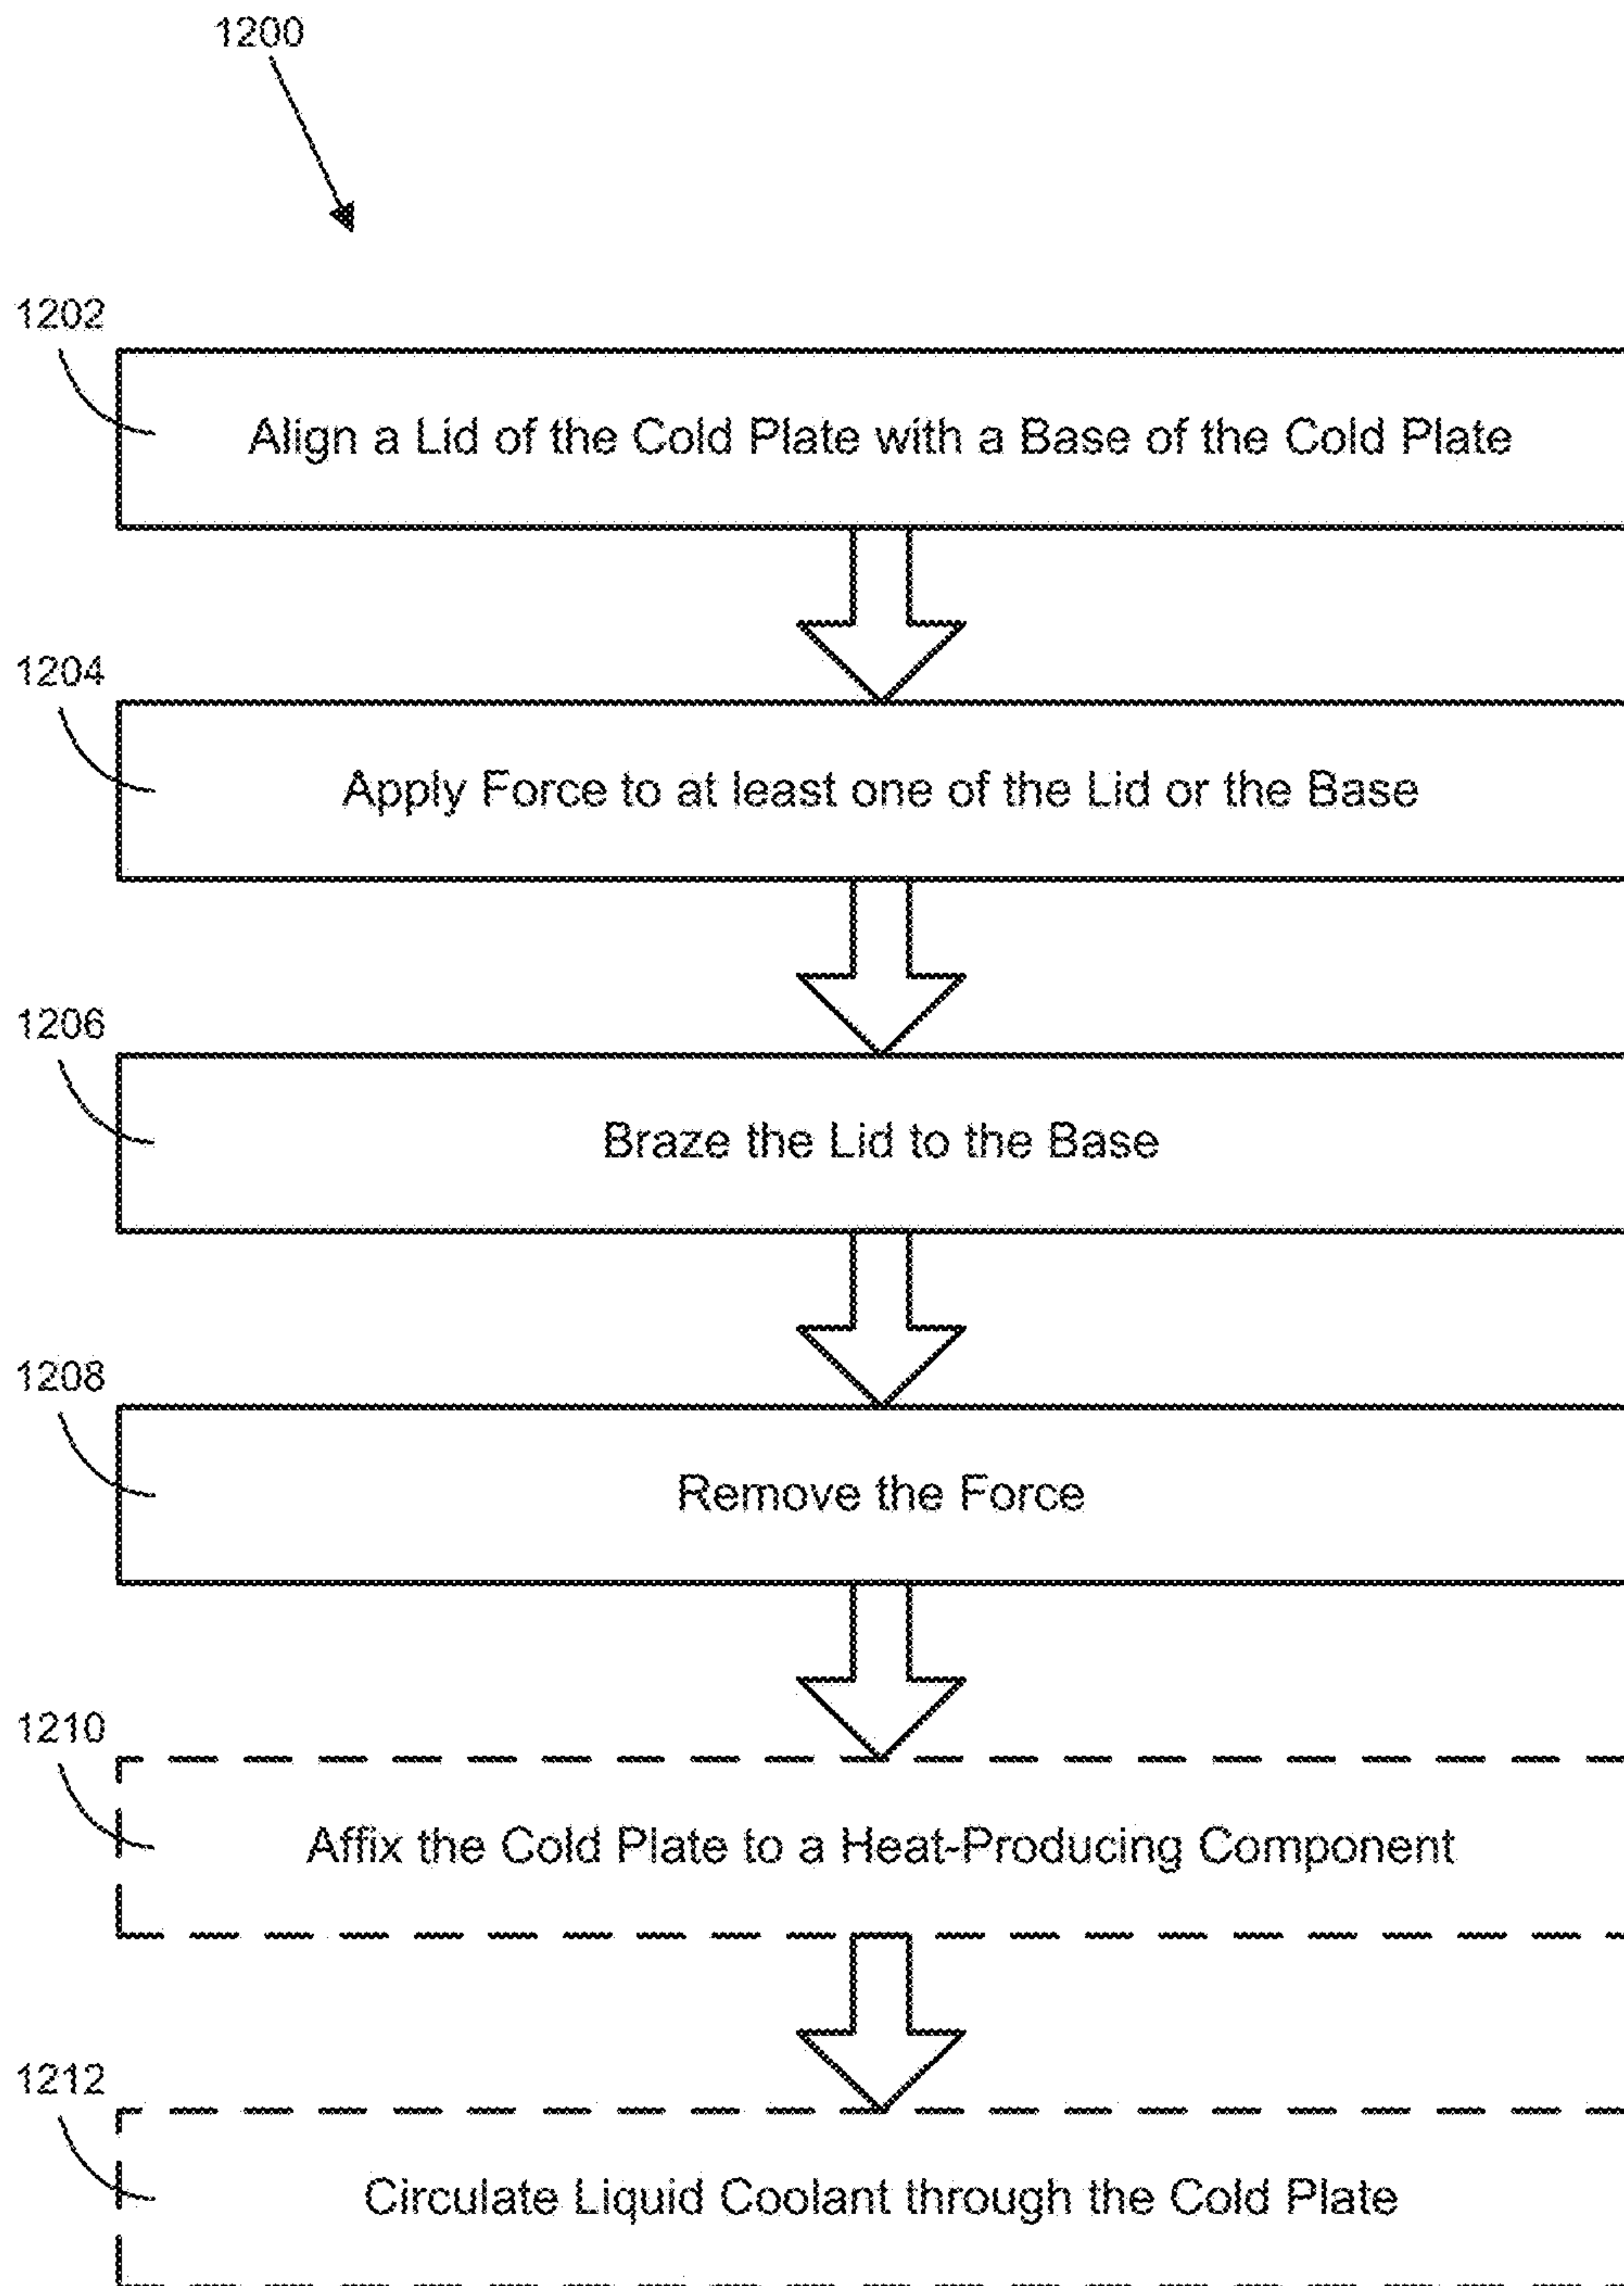 1200
1202
Align a Lid of the Cold Plate with a Base of the Cold Plate
1204
Apply Force to at least one of the Lid or the Base
1206
Braze the Lid to the Base
1208
Remove the Force
1210
Affix the Cold Plate to a Heat-Producing Component
1212
Circulate Liquid Coolant through the Cold Plate